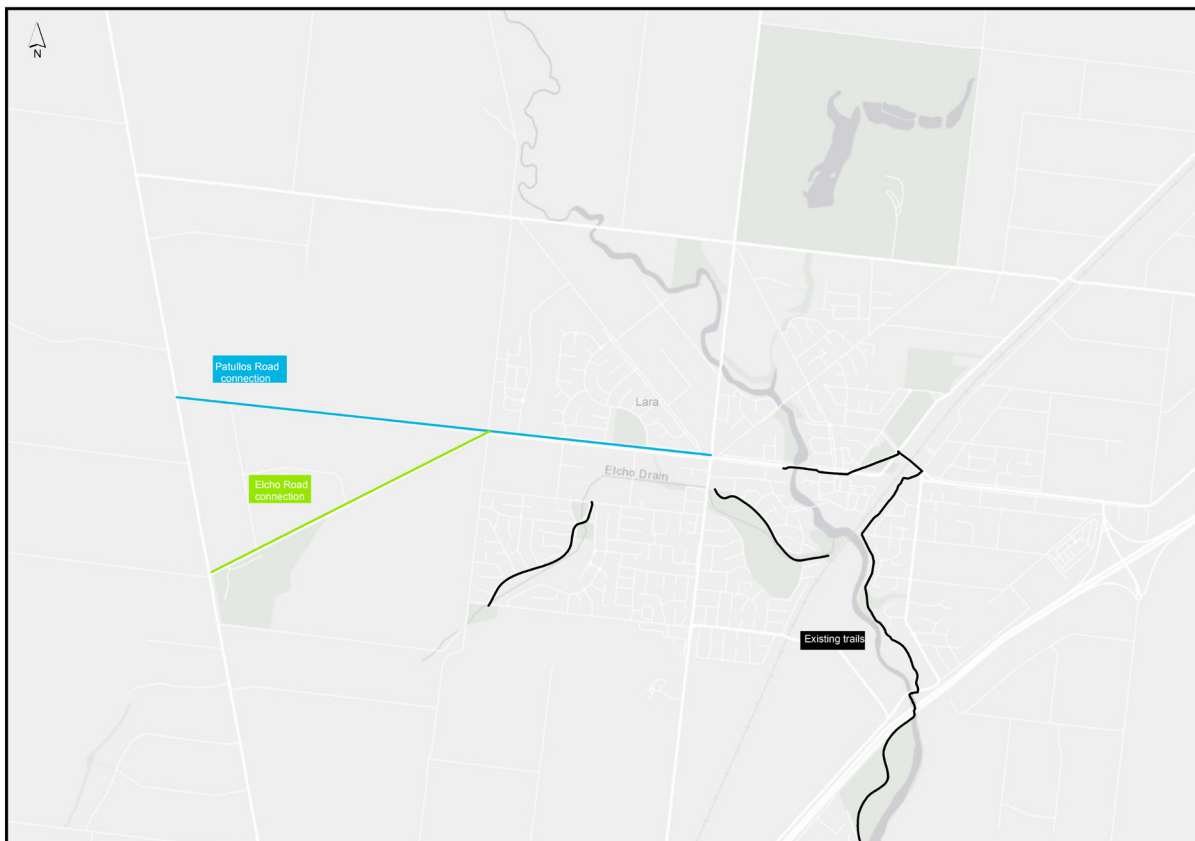 N
Patullos Road
connection
Lara
Elcho Drain
Elcho Road
connection
Existing trails